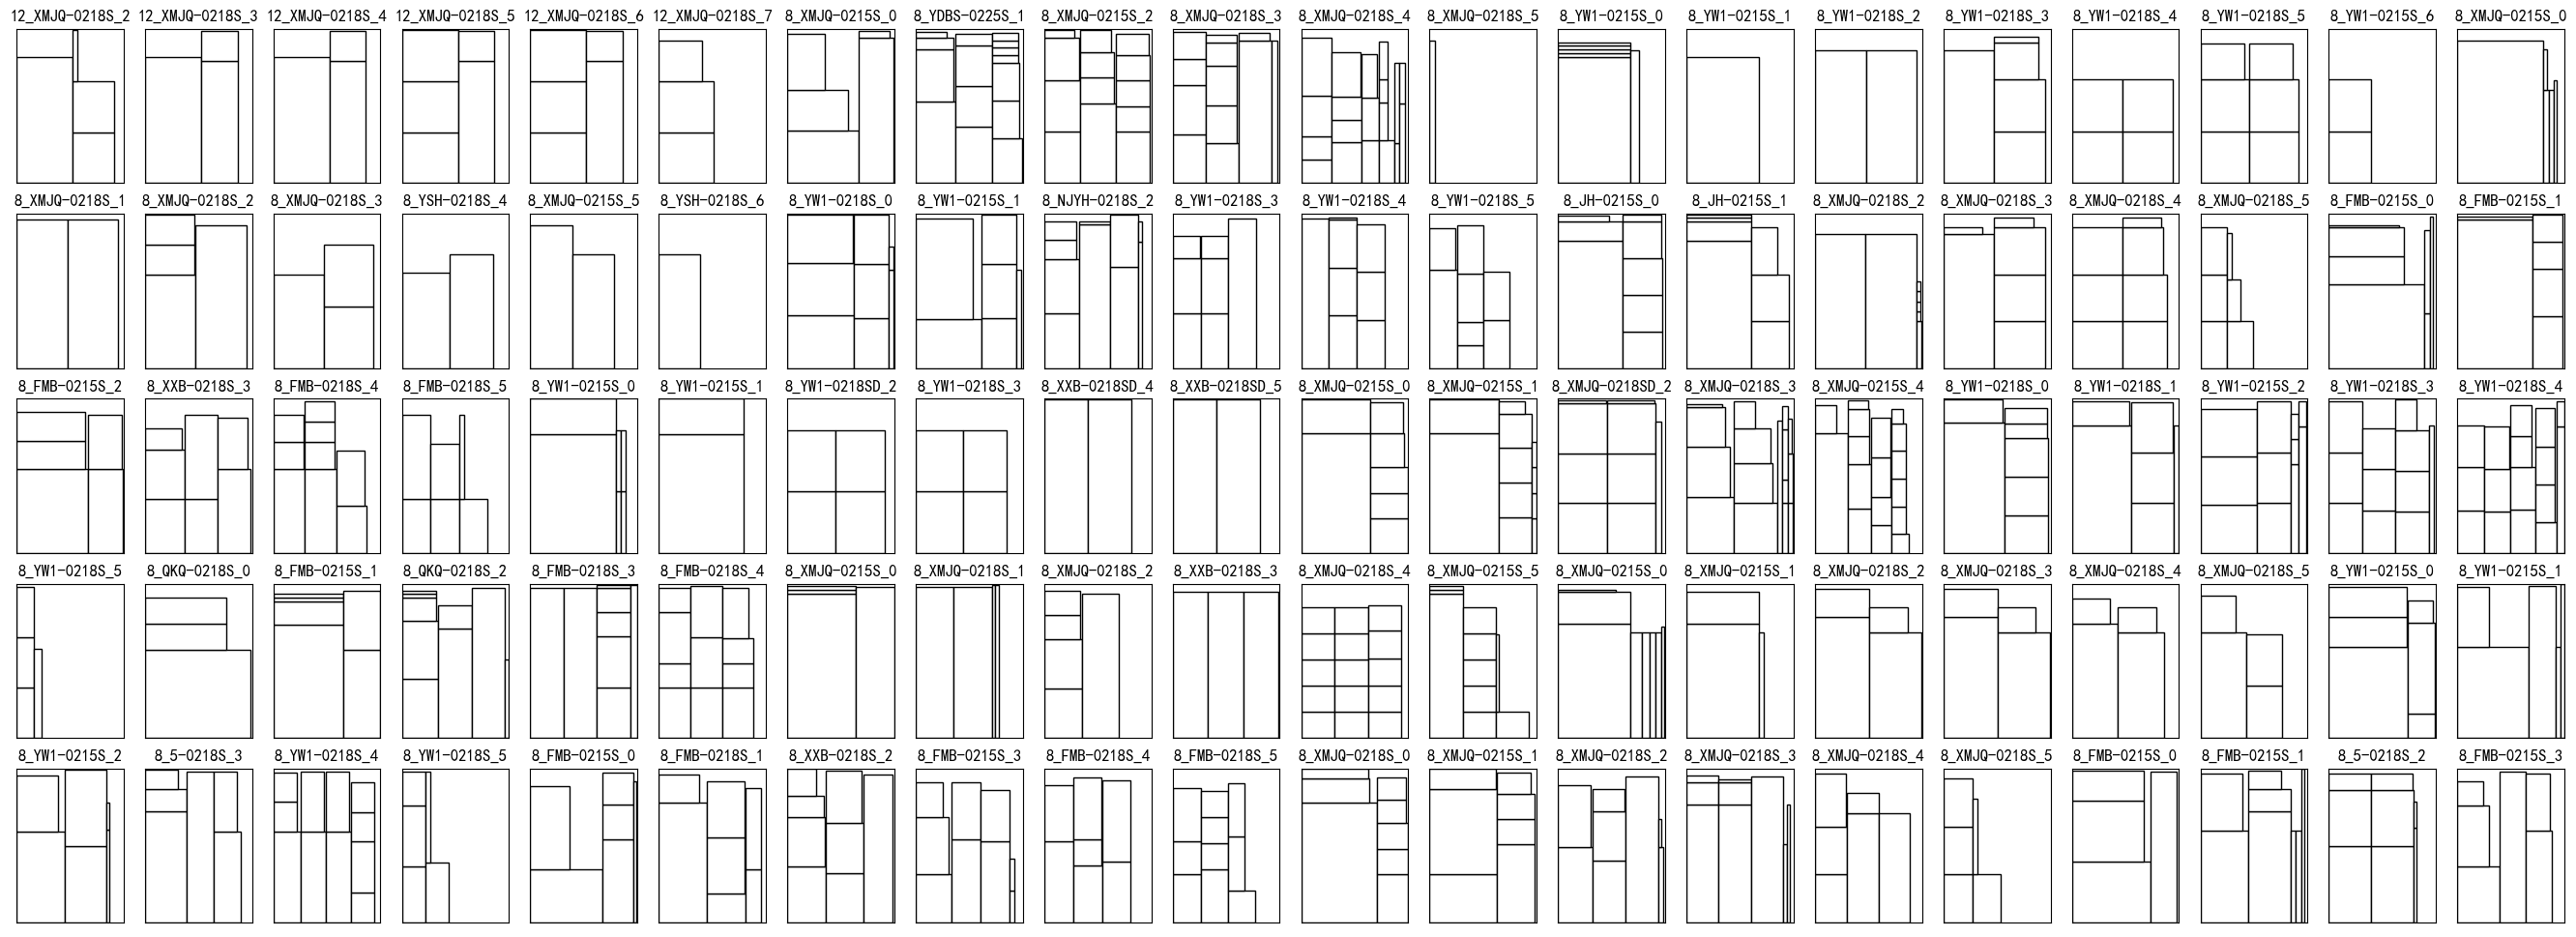 12_XMJQ-0218S_2 12_XMJQ-0218S_3 12_XMJQ-0218S_4 12_XMJQ-0218S_5 12_XMJQ-0218S_6 12_XMJQ-0218S_7 8_XMJQ-0215S_0 8_YDBS-0225S_1 8_XMJQ-0215S_2 8_XMJQ-0218S_3 8_XMJQ-0218S_4 8_XMJQ-0218S_5 8_YW1-0215S_0 8_YW1-0215S_1 8_YW1-0218S_2 8_YW1-0218S_3 8_YW1-0218S_4 8_YW1-0218S_5 8_YW1-0215S_6 8_XMJQ-0215S_0
8_XMJQ-0218S_1 8_XMJQ-0218S_2 8_XMJQ-0218S_3 8_YSH-0218S_4 8_XMJQ-0215S_5 8_YSH-0218S_6 8_YW1-0218S_0 8_YW1-0215S_1 8_NJYH-0218S_2 8_YW1-0218S_3 8_YW1-0218S_4 8_YW1-0218S_5 8_JH-0215S_0 8_JH-0215S_1 8_XMJQ-0218S_2 8_XMJQ-0218S_3 8_XMJQ-0218S_4 8_XMJQ-0218S_5 8_FMB-0215S_0 8_FMB-0215S_1
8_FMB-0215S_2 8_XXB-0218S_3 8_FMB-0218S_4 8_FMB-0218S_5 8_YW1-0215S_0 8_YW1-0215S_1 8_YW1-0218SD_2 8_YW1-0218S_3 8_XXB-0218SD_4 8_XXB-0218SD_5 8_XMJQ-0215S_0 8_XMJQ-0215S_1 8_XMJQ-0218SD_2 8_XMJQ-0218S_3 8_XMJQ-0215S_4 8_YW1-0218S_0 8_YW1-0218S_1 8_YW1-0215S_2 8_YW1-0218S_3 8_YW1-0218S_4
8_YW1-0218S_5 8_QKQ-0218S_0 8_FMB-0215S_1 8_QKQ-0218S_2 8_FMB-0218S_3 8_FMB-0218S_4 8_XMJQ-0215S_0 8_XMJQ-0218S_1 8_XMJQ-0218S_2 8_XXB-0218S_3 8_XMJQ-0218S_4 8_XMJQ-0215S_5 8_XMJQ-0215S_0 8_XMJQ-0215S_1 8_XMJQ-0218S_2 8_XMJQ-0218S_3 8_XMJQ-0218S_4 8_XMJQ-0218S_5 8_YW1-0215S_0 8_YW1-0215S_1
8_YW1-0215S_2 8_5-0218S_3 8_YW1-0218S_4 8_YW1-0218S_5 8_FMB-0215S_0 8_FMB-0218S_1 8_XXB-0218S_2 8_FMB-0215S_3 8_FMB-0218S_4 8_FMB-0218S_5 8_XMJQ-0218S_0 8_XMJQ-0215S_1 8_XMJQ-0218S_2 8_XMJQ-0218S_3 8_XMJQ-0218S_4 8_XMJQ-0218S_5 8_FMB-0215S_0 8_FMB-0215S_1 8_5-0218S_2 8_FMB-0215S_3